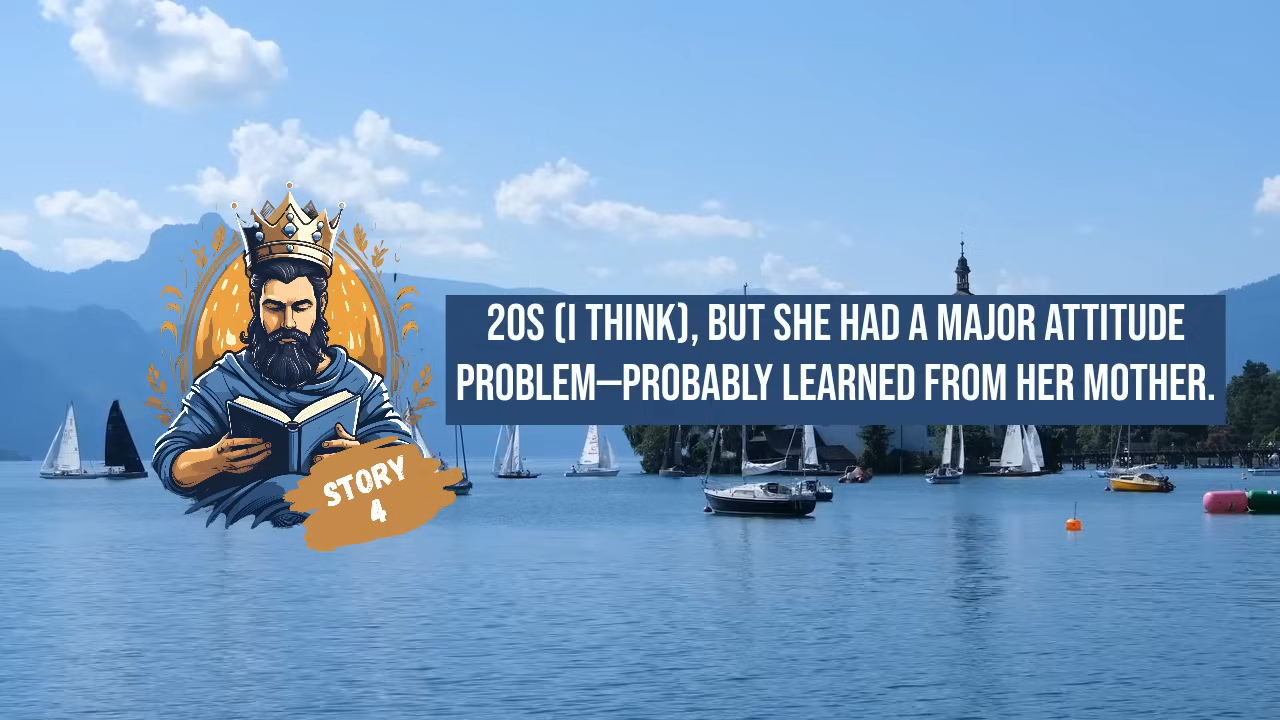 20S (I THINK), BUT SHE HAD A MAJOR ATTITUDE
PROBLEM—PROBABLY LEARNED FROM HER MOTHER.
STORY
4